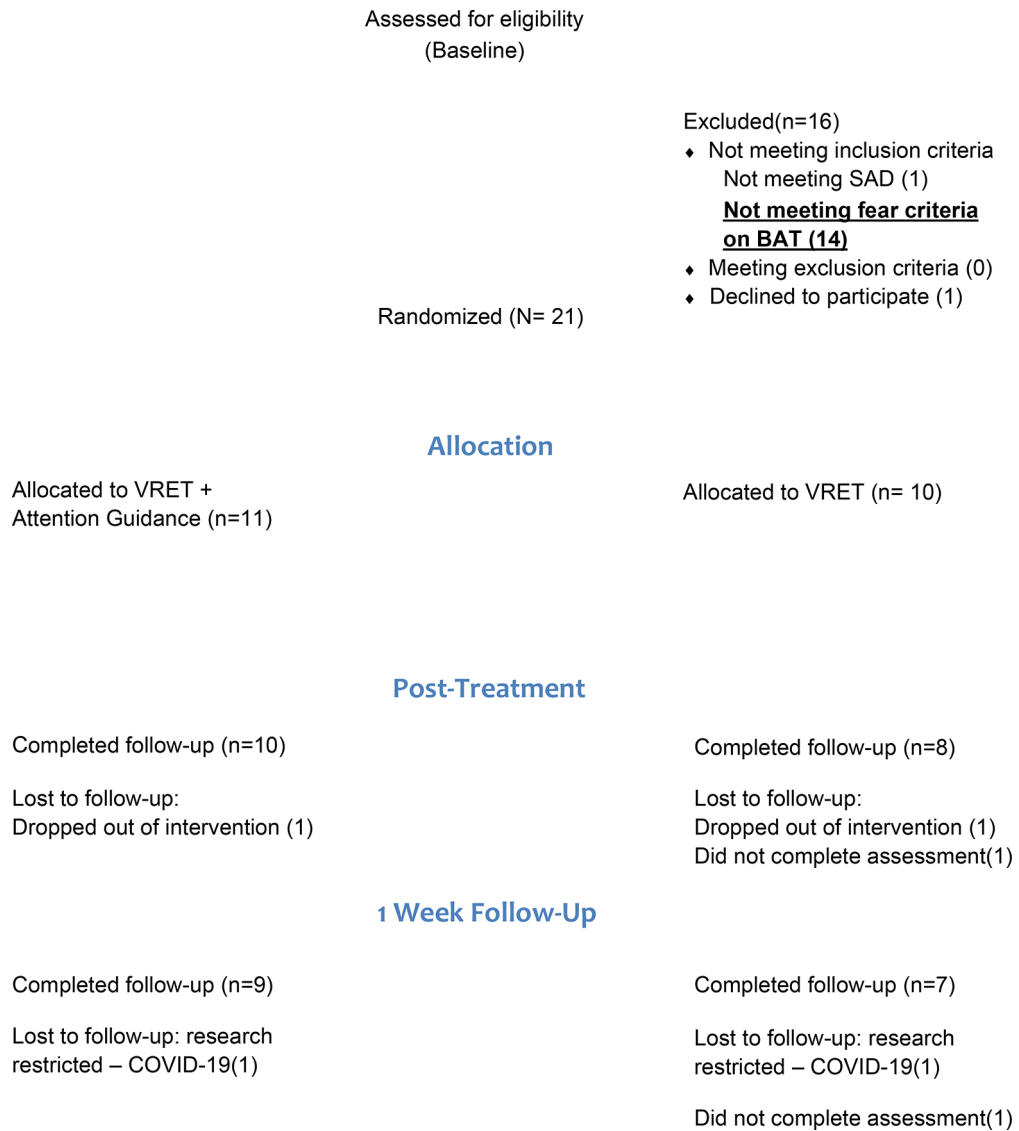 Assessed for eligibility
(Baseline)
Excluded(n=16)
♦ Not meeting inclusion criteria
Not meeting SAD (1)
Not meeting fear criteria
on BAT (14)
♦ Meeting exclusion criteria (0)
♦ Declined to participate (1)
Randomized (N= 21)
Allocation
Allocated to VRET +
Attention Guidance (n=11)
Allocated to VRET (n= 10)
Post-Treatment
Completed follow-up (n=10)
Lost to follow-up:
Dropped out of intervention (1)
Completed follow-up (n=8)
Lost to follow-up:
Dropped out of intervention (1)
Did not complete assessment(1)
1 Week Follow-Up
Completed follow-up (n=9)
Lost to follow-up: research
restricted – COVID-19(1)
Completed follow-up (n=7)
Lost to follow-up: research
restricted – COVID-19(1)
Did not complete assessment(1)